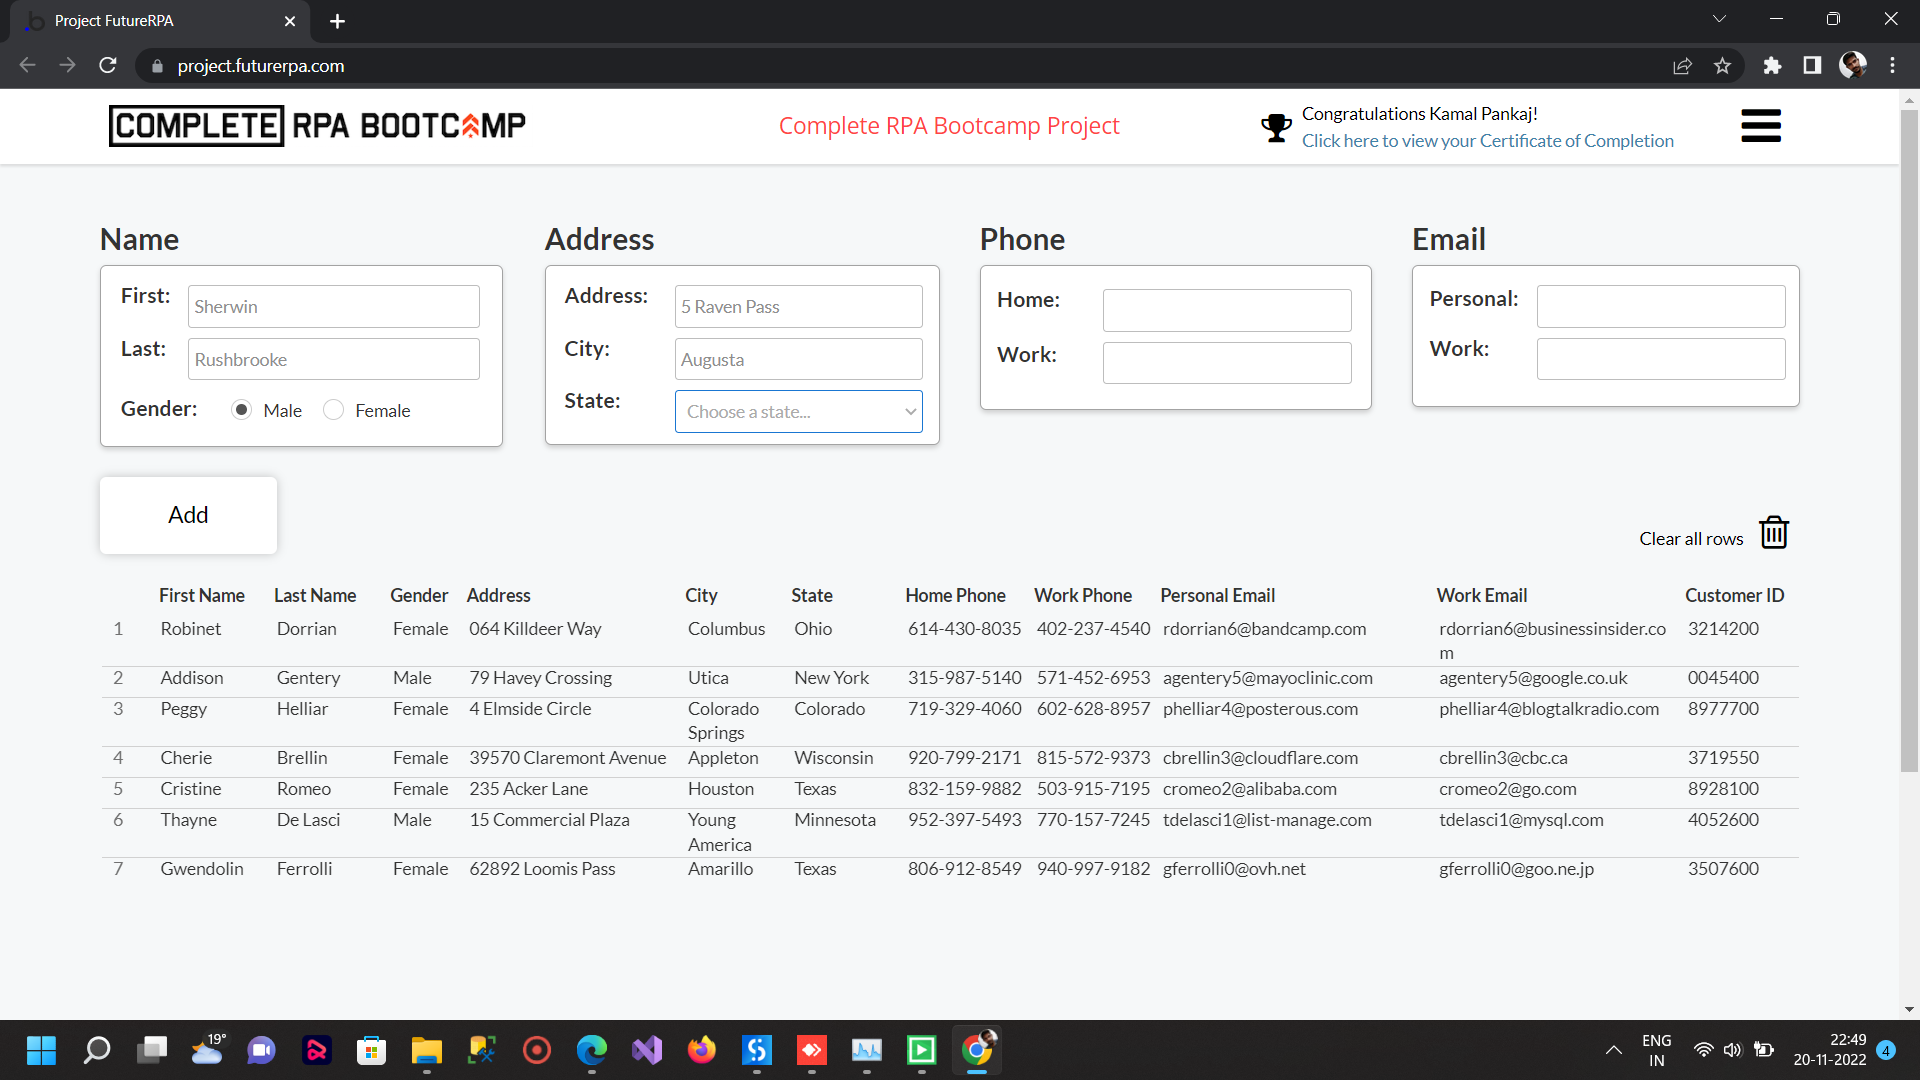 Project FutureRPA
project.futurerpa.com
COMPLETE RPA BOOTCAMP
Complete RPA Bootcamp Project
Congratulations Kamal Pankaj!
Click here to view your Certificate of Completion
Name
First: Sherwin
Last: Rushbrooke
Gender: Male Female
Address
Address: 5 Raven Pass
City: Augusta
State: Choose a state...
Phone
Home:
Work:
Email
Personal:
Work:
Add
Clear all rows
First Name Last Name Gender Address City State Home Phone Work Phone Personal Email Work Email Customer ID
1 Robinet Dorrian Female 064 Killdeer Way Columbus Ohio 614-430-8035 402-237-4540 rdorrian6@bandcamp.com rdorrian6@businessinsider.co 3214200
m
2 Addison Gentery Male 79 Havey Crossing Utica New York 315-987-5140 571-452-6953 agentery5@mayoclinic.com agentery5@google.co.uk 0045400
3 Peggy Helliar Female 4 Elmside Circle Colorado Colorado 719-329-4060 602-628-8957 phelliar4@posterous.com phelliar4@blogtalkradio.com 8977700
Springs
4 Cherie Brellin Female 39570 Claremont Avenue Appleton Wisconsin 920-799-2171 815-572-9373 cbrellin3@cloudflare.com cbrellin3@cbc.ca 3719550
5 Cristine Romeo Female 235 Acker Lane Houston Texas 832-159-9882 503-915-7195 cromeo2@alibaba.com cromeo2@go.com 8928100
6 Thayne De Lasci Male 15 Commercial Plaza Young Minnesota 952-397-5493 770-157-7245 tdelasci1@list-manage.com tdelasci1@mysql.com 4052600
America
7 Gwendolin Ferrolli Female 62892 Loomis Pass Amarillo Texas 806-912-8549 940-997-9182 gferrolli0@ovh.net gferrolli0@goo.ne.jp 3507600
19°
ENG
IN
22:49
20-11-2022
4